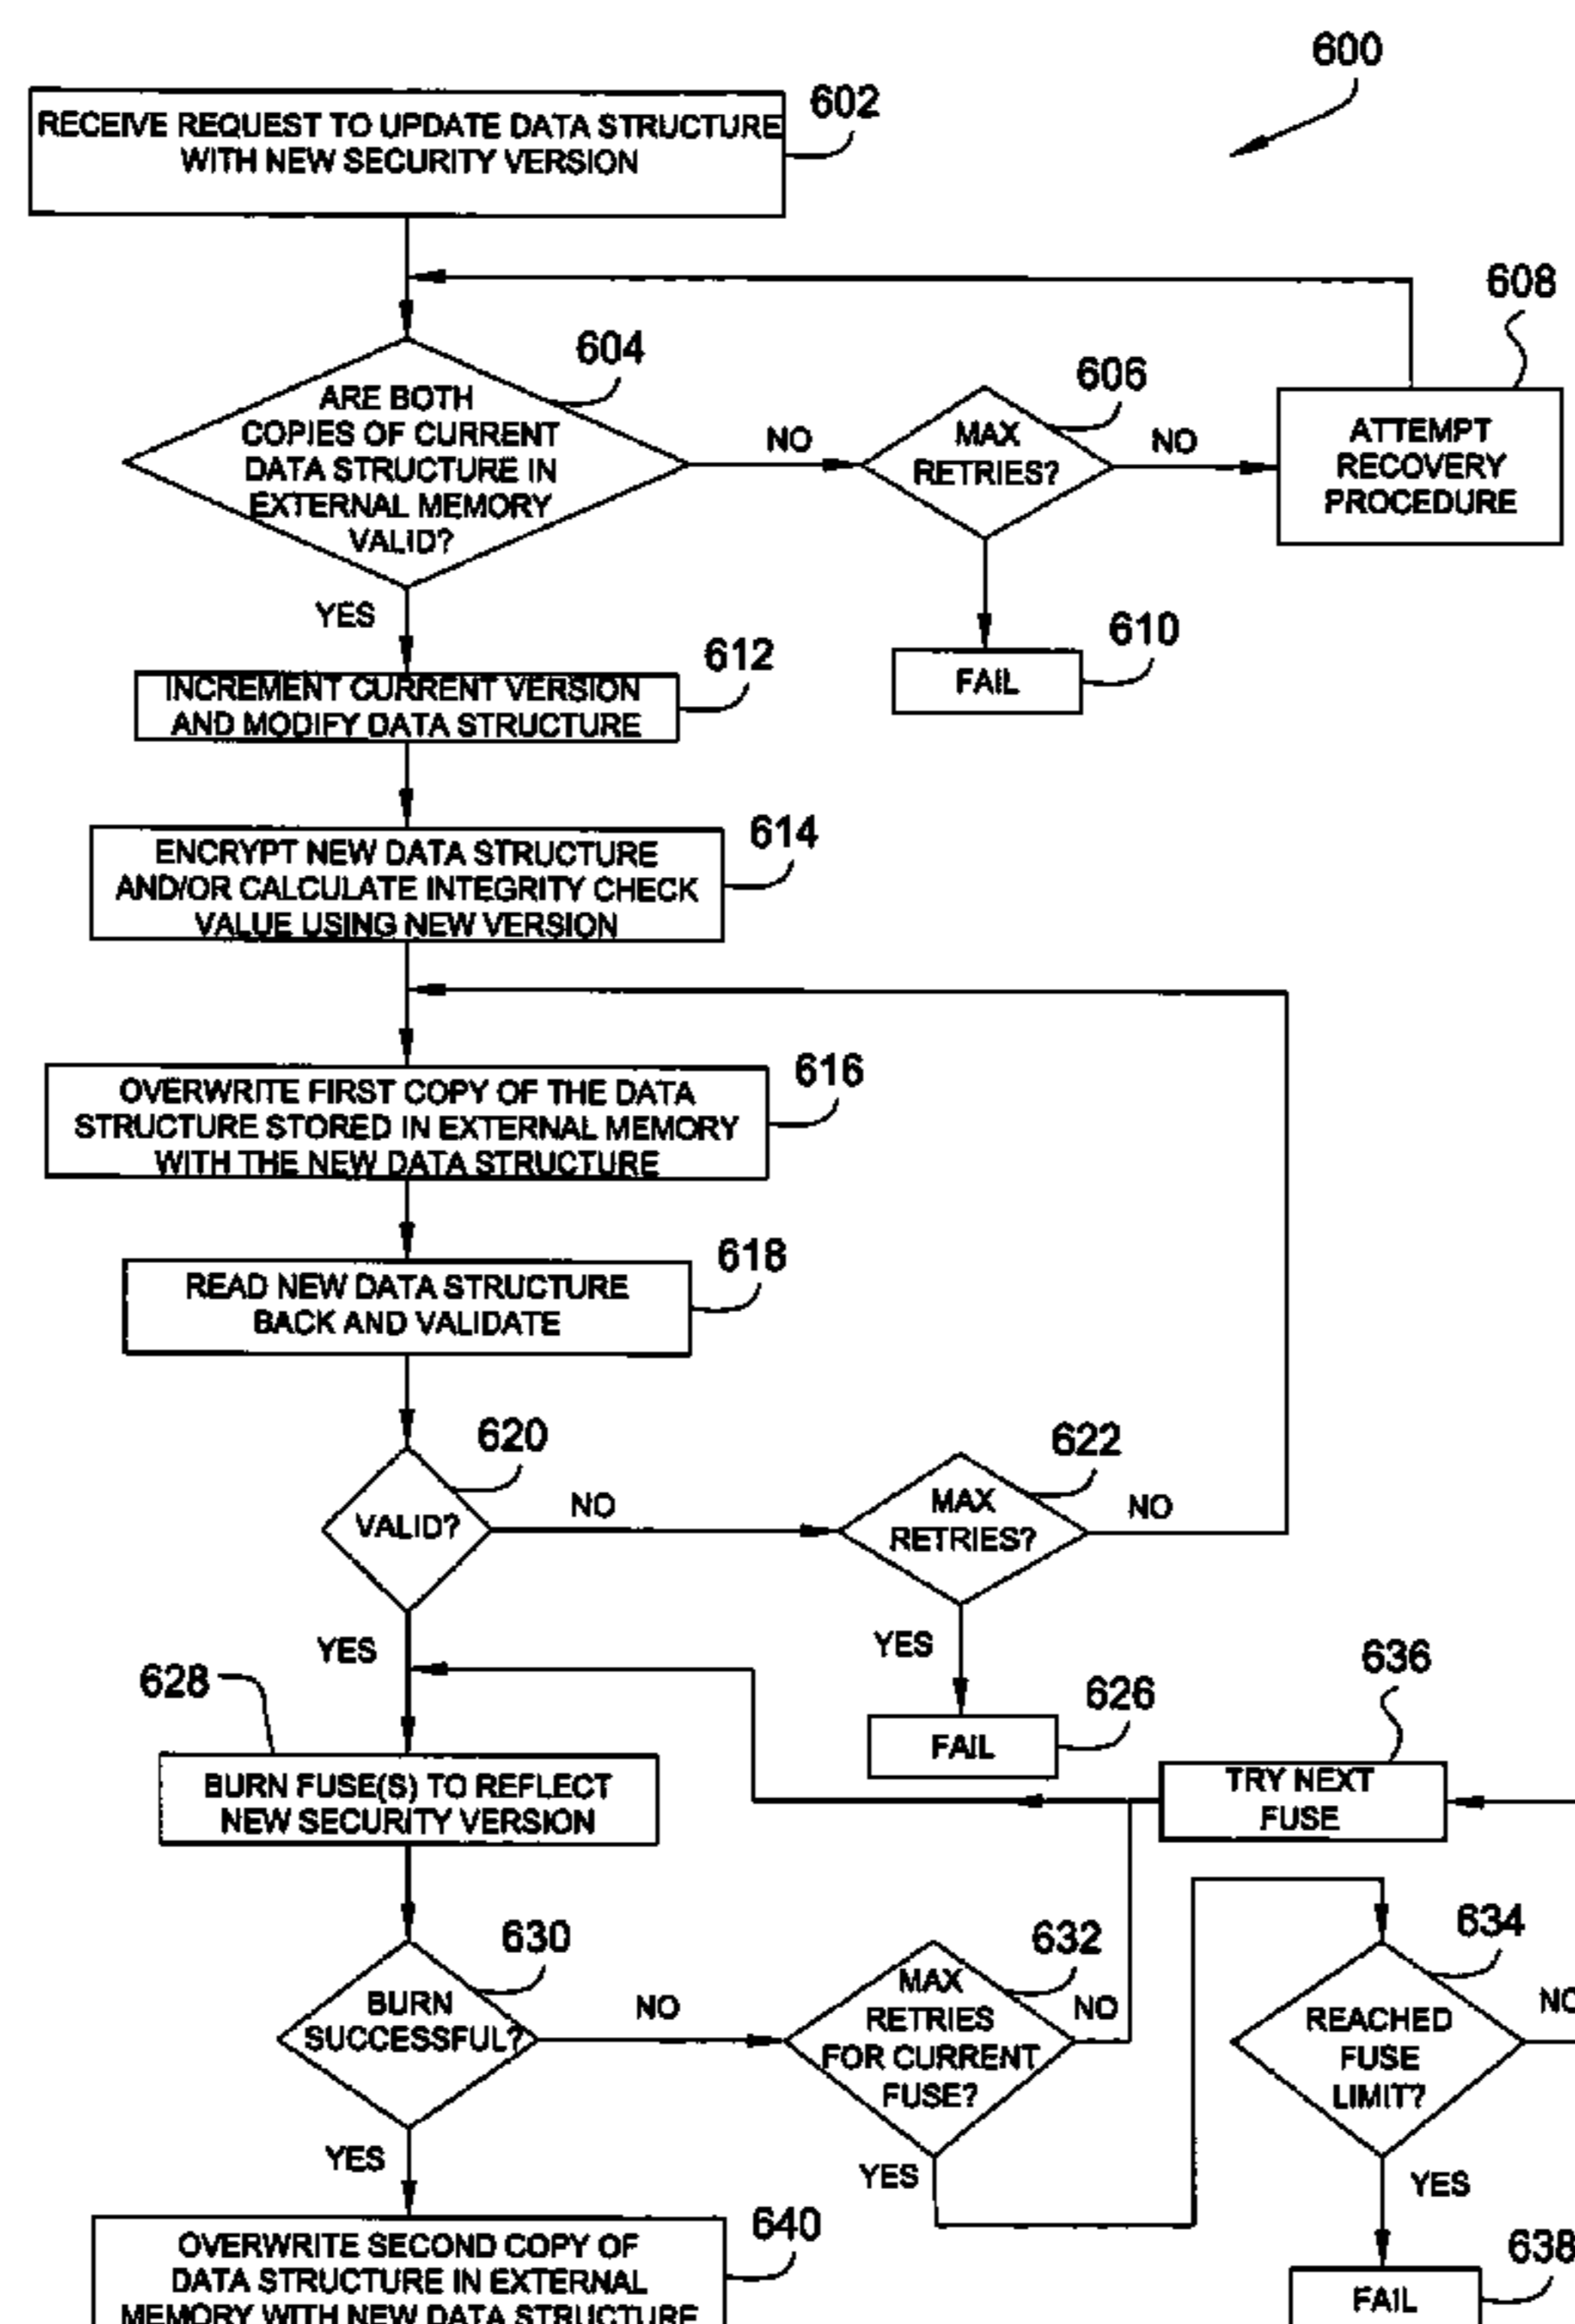 600
602
RECEIVE REQUEST TO UPDATE DATA STRUCTURE
WITH NEW SECURITY VERSION
608
604
606
ARE BOTH
COPIES OF CURRENT
DATA STRUCTURE IN
EXTERNAL MEMORY
VALID?
NO
MAX
RETRIES?
NO
ATTEMPT
RECOVERY
PROCEDURE
YES
610
FAIL
612
INCREMENT CURRENT VERSION
AND MODIFY DATA STRUCTURE
614
ENCRYPT NEW DATA STRUCTURE
AND/OR CALCULATE INTEGRITY CHECK
VALUE USING NEW VERSION
616
OVERWRITE FIRST COPY OF THE DATA
STRUCTURE STORED IN EXTERNAL MEMORY
WITH THE NEW DATA STRUCTURE
618
READ NEW DATA STRUCTURE
BACK AND VALIDATE
620
622
VALID?
NO
MAX
RETRIES?
NO
YES
YES
628
626
FAIL
636
BURN FUSE(S) TO REFLECT
NEW SECURITY VERSION
TRY NEXT
FUSE
630
632
634
BURN
SUCCESSFUL?
NO
MAX
RETRIES
FOR CURRENT
FUSE?
NO
REACHED
FUSE
LIMIT?
NO
YES
YES
YES
640
OVERWRITE SECOND COPY OF
DATA STRUCTURE IN EXTERNAL
MEMORY WITH NEW DATA STRUCTURE
638
FAIL